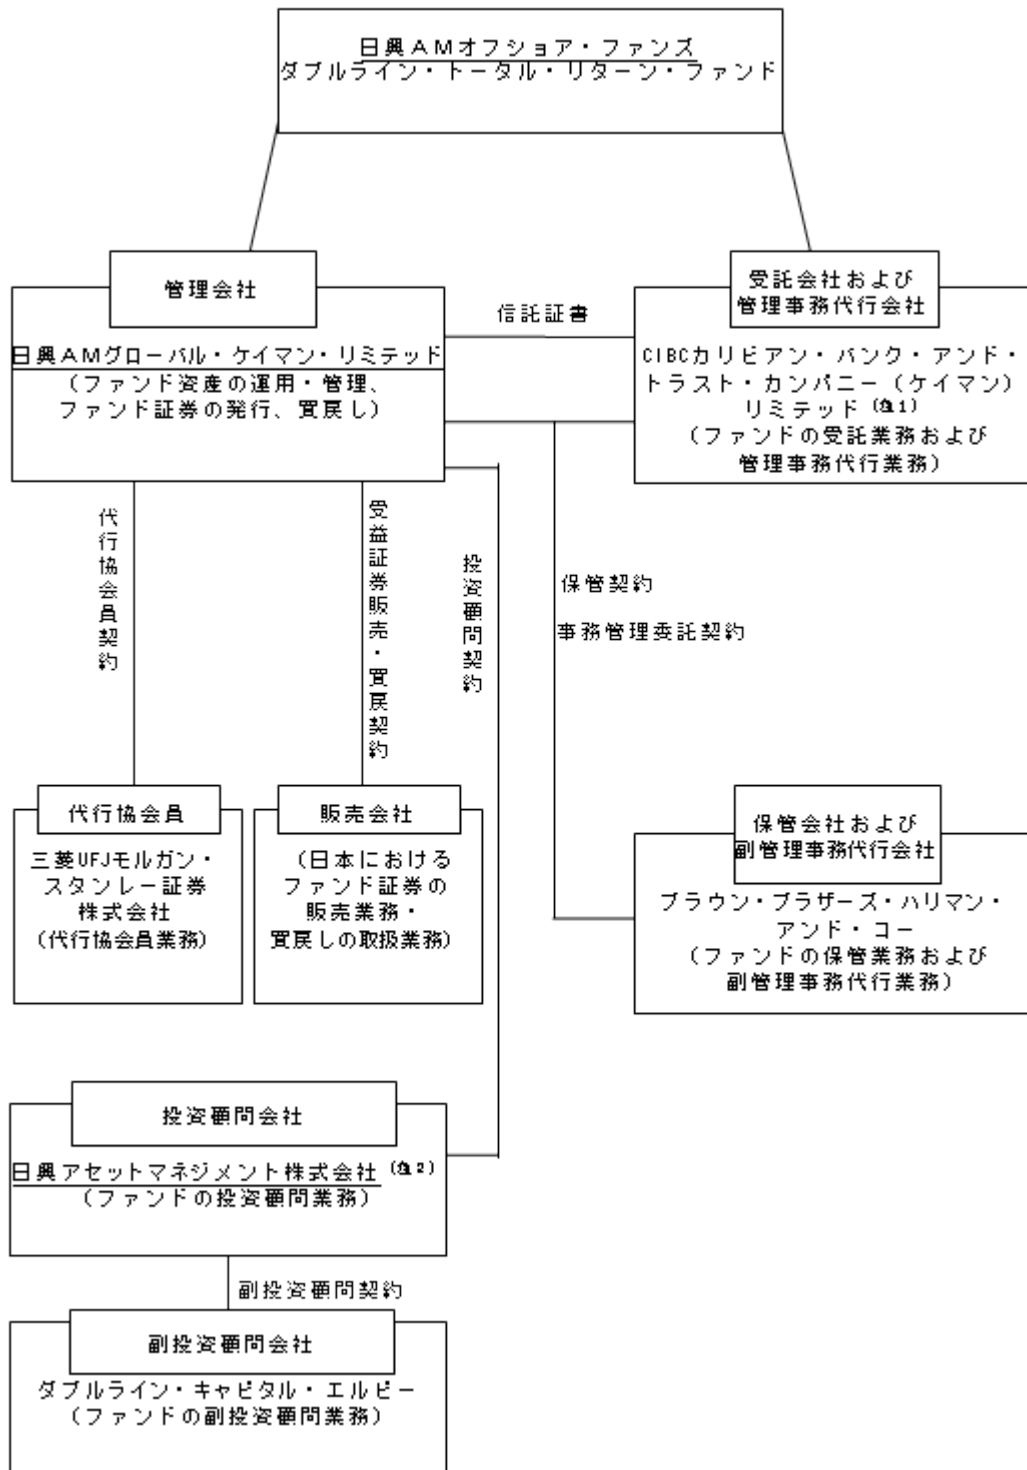 日興AMオフショア・ファンズ
ダブルライン・トータル・リターン・ファンド
管理会社
日興AMグローバル・ケイマン・リミテッド
（ファンド資産の運用・管理、
ファンド証券の発行、買戻し）
信託証書
受託会社および
管理事務代行会社
CIBCカリビアン・バンク・アンド・
トラスト・カンパニー（ケイマン）
リミテッド（注1）
（ファンドの受託業務および
管理事務代行業務）
代行協会員契約
受益証券販売・買戻契約
投資顧問契約
保管契約
事務管理委託契約
代行協会員
三菱UFJモルガン・
スタンレー証券
株式会社
（代行協会員業務）
販売会社
（日本における
ファンド証券の
販売業務・
買戻しの取扱業務）
保管会社および
副管理事務代行会社
ブラウン・ブラザーズ・ハリマン・
アンド・コー
（ファンドの保管業務および
副管理事務代行業務）
投資顧問会社
日興アセットマネジメント株式会社（注2）
（ファンドの投資顧問業務）
副投資顧問契約
副投資顧問会社
ダブルライン・キャピタル・エルピー
（ファンドの副投資顧問業務）